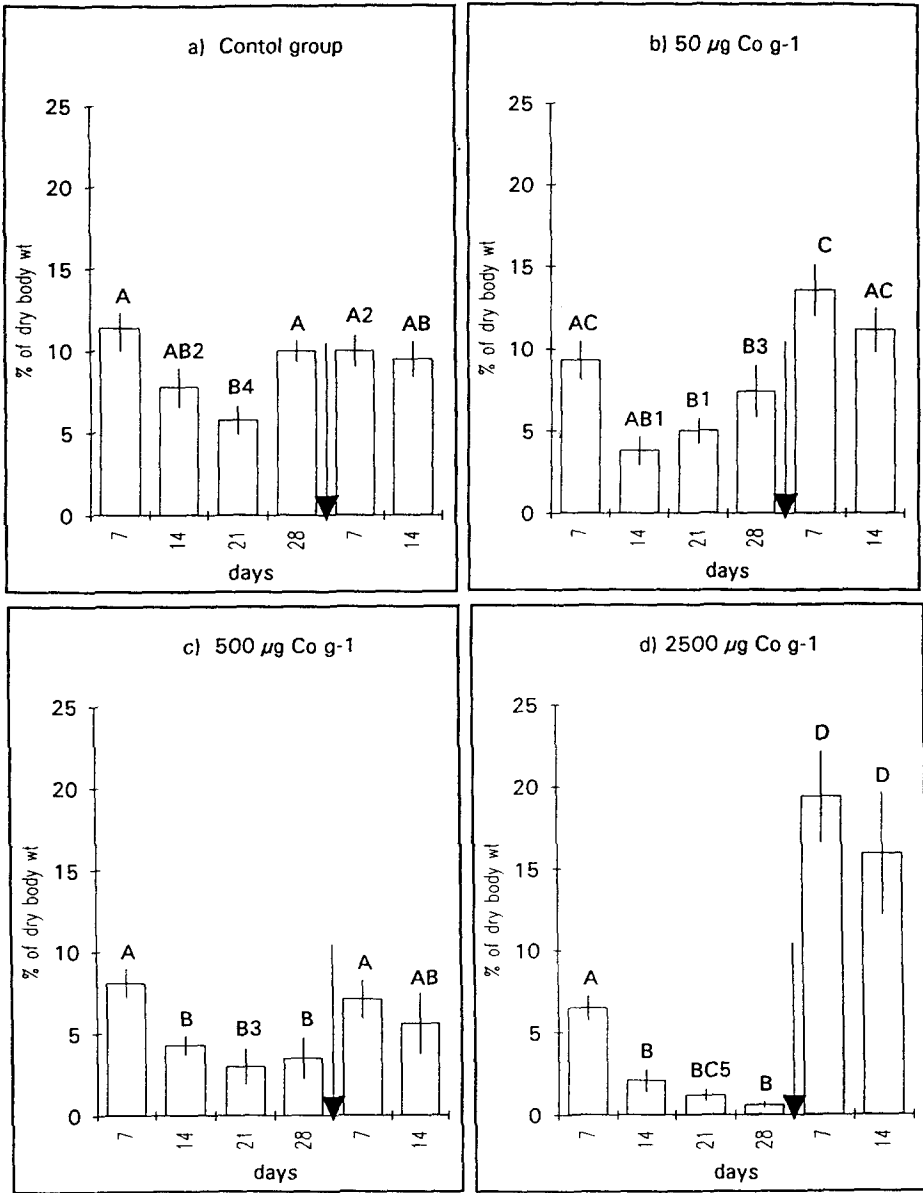 a) Contol group
25
20
15
10
5
0
% of dry body wt
A
AB2
B4
A
A2
AB
7
14
21
28
7
14
days
b) 50 µg Co g-1
25
20
15
10
5
0
% of dry body wt
AC
AB1
B1
B3
C
AC
7
14
21
28
7
14
days
c) 500 µg Co g-1
25
20
15
10
5
0
% of dry body wt
A
B
B3
B
A
AB
7
14
21
28
7
14
days
d) 2500 µg Co g-1
25
20
15
10
5
0
% of dry body wt
A
B
BC5
B
D
D
7
14
21
28
7
14
days